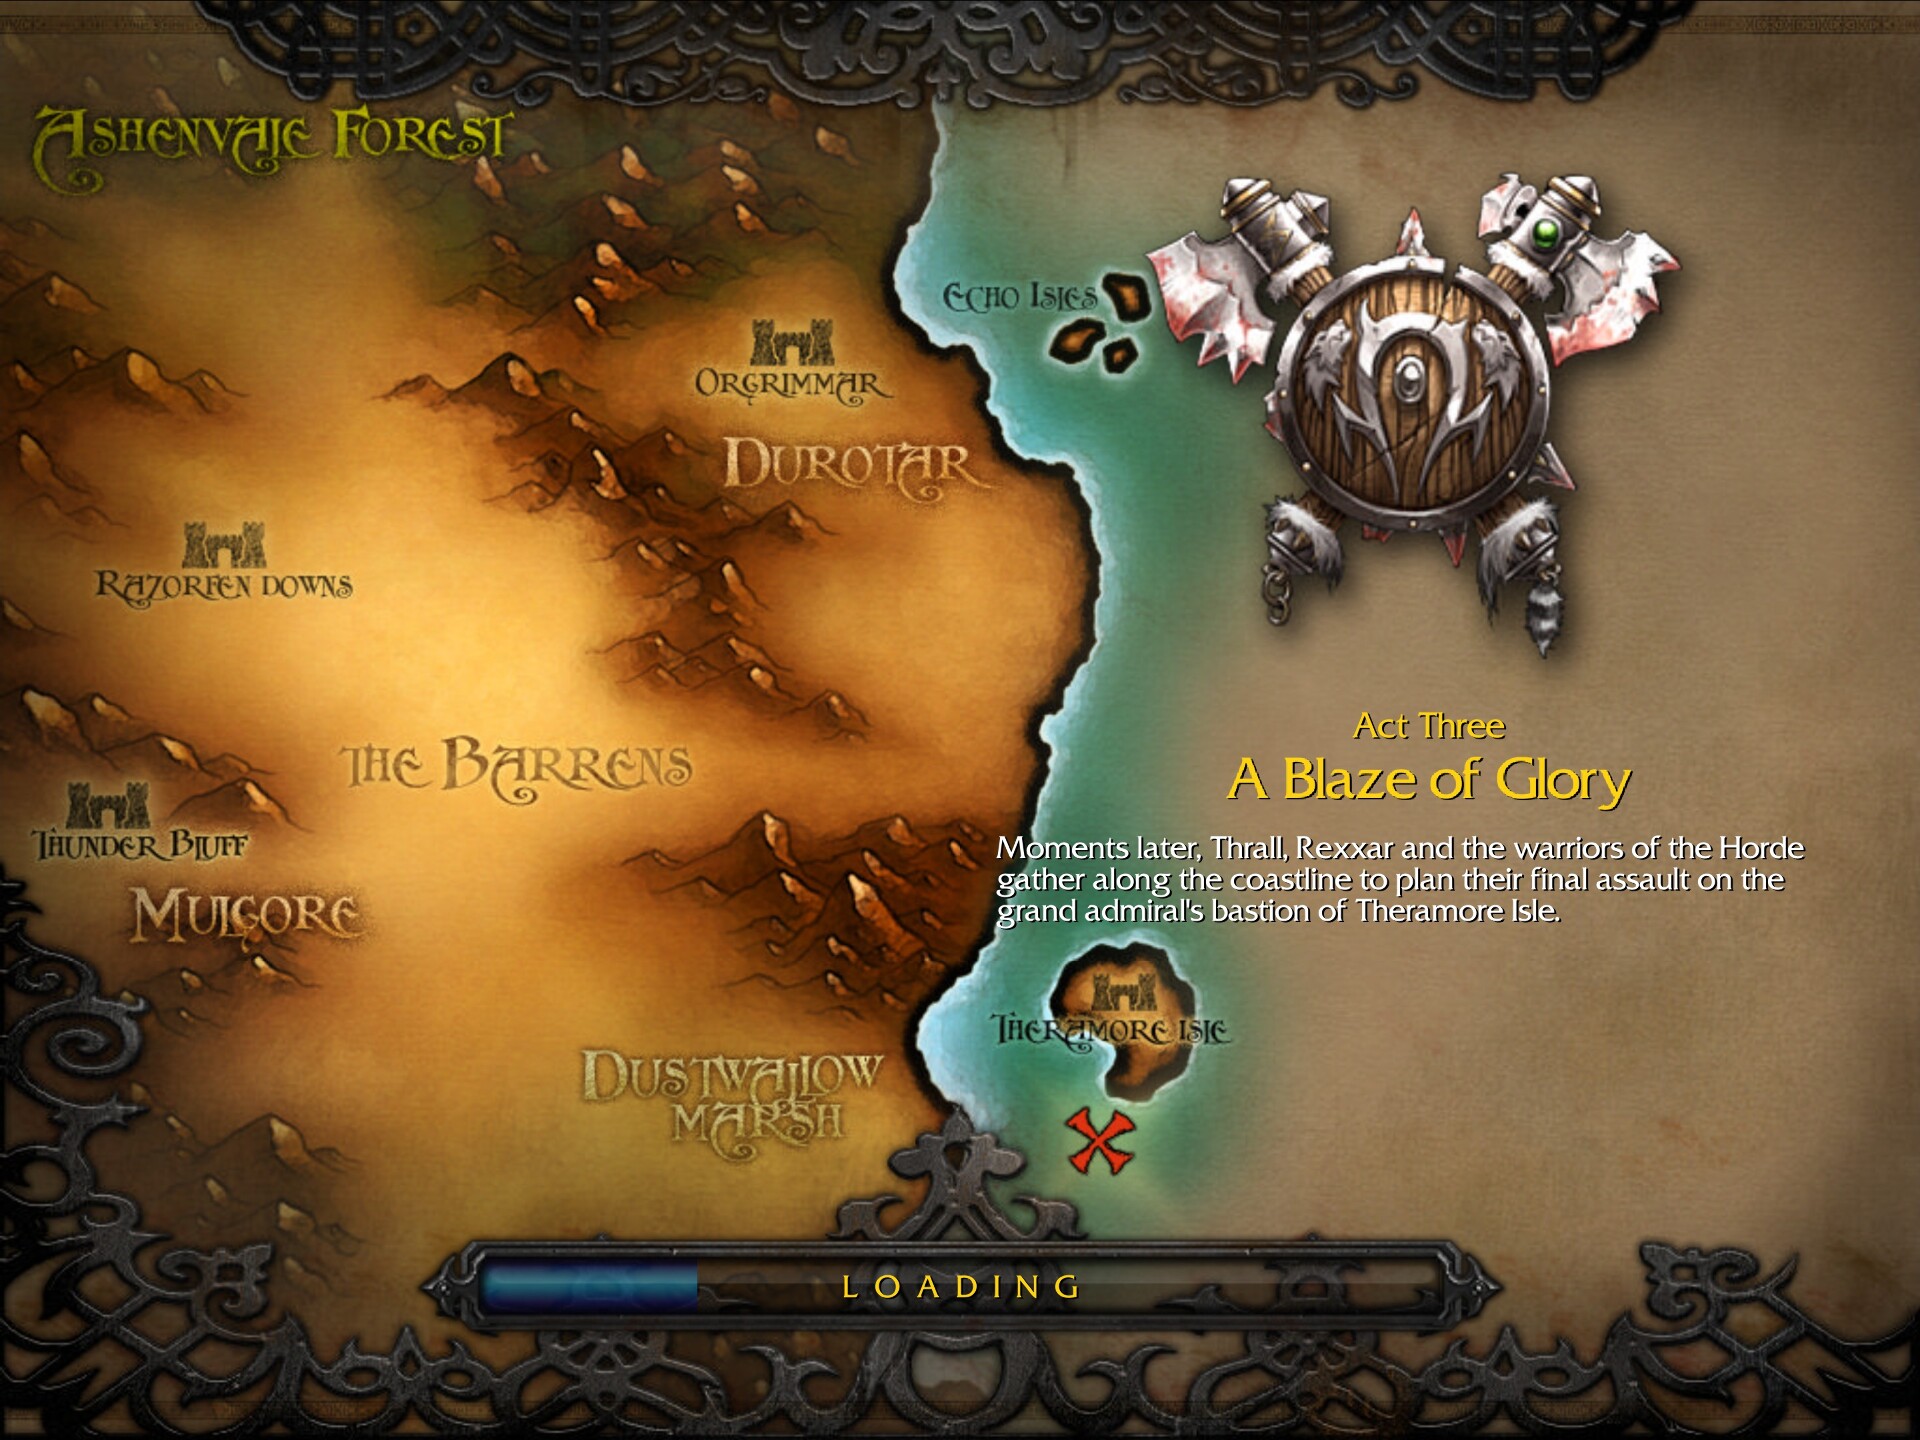 Ashenvale Forest
Echo Isles
Orgrimmar
Durotar
Razorfen Downs
The Barrens
Thunder Bluff
Mulgore
Act Three
A Blaze of Glory
Moments later, Thrall, Rexxar and the warriors of the Horde
gather along the coastline to plan their final assault on the
grand admiral's bastion of Theramore Isle.
Theramore Isle
Dustwallow
Marsh
LOADING